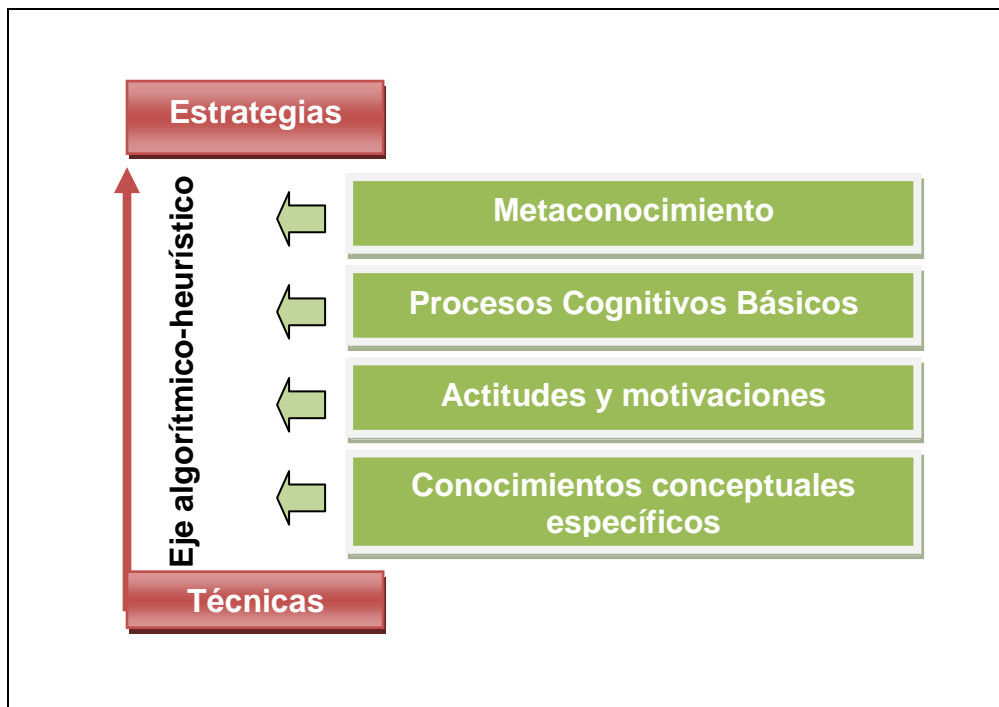 Estrategias
Eje algorítmico-heurístico
Metaconocimiento
Procesos Cognitivos Básicos
Actitudes y motivaciones
Conocimientos conceptuales
específicos
Técnicas